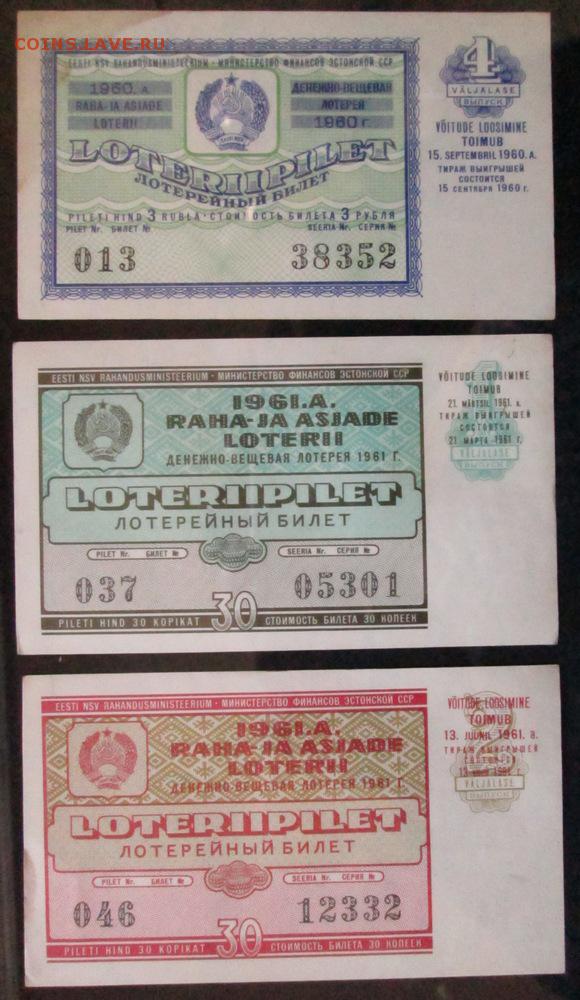 COINS.LAVE.RU
EESTI NSV RAHANDUSMINISTEERIUM · МИНИСТЕРСТВО ФИНАНСОВ ЭСТОНСКОЙ ССР
1960. A
RAHA-JA ASJADE
LOTERII
ДЕНЕЖНО-ВЕЩЕВАЯ
ЛОТЕРЕЯ
1960 г.
LOTERIIPILET
ЛОТЕРЕЙНЫЙ БИЛЕТ
PILETI HIND 3 RUBLA · СТОИМОСТЬ БИЛЕТА 3 РУБЛЯ
PILET Nr. БИЛЕТ № SEERIA Nr. СЕРИЯ №
013 38352
4
VÄLJALASE
ВЫПУСК
VÕITUDE LOOSIMINE
TOIMUB
15. SEPTEMBRIL 1960. A.
ТИРАЖ ВЫИГРЫШЕЙ
СОСТОИТСЯ
15 СЕНТЯБРЯ 1960 г.
EESTI NSV RAHANDUSMINISTEERIUM · МИНИСТЕРСТВО ФИНАНСОВ ЭСТОНСКОЙ ССР
1961.A.
RAHA-JA ASJADE
LOTERII
ДЕНЕЖНО-ВЕЩЕВАЯ ЛОТЕРЕЯ 1961 Г.
LOTERIIPILET
ЛОТЕРЕЙНЫЙ БИЛЕТ
PILET Nr. БИЛЕТ № SEERIA Nr. СЕРИЯ №
037 05301
PILETI HIND 30 KOPIKAT 30 СТОИМОСТЬ БИЛЕТА 30 КОПЕЕК
VÕITUDE LOOSIMINE
TOIMUB
21. MÄRTSIL 1961. a.
ТИРАЖ ВЫИГРЫШЕЙ
СОСТОИТСЯ
21 МАРТА 1961 г.
VÄLJALASE
ВЫПУСК
EESTI NSV RAHANDUSMINISTEERIUM · МИНИСТЕРСТВО ФИНАНСОВ ЭСТОНСКОЙ ССР
1961.A.
RAHA-JA ASJADE
LOTERII
ДЕНЕЖНО-ВЕЩЕВАЯ ЛОТЕРЕЯ 1961 Г.
LOTERIIPILET
ЛОТЕРЕЙНЫЙ БИЛЕТ
PILET Nr. БИЛЕТ № SEERIA Nr. СЕРИЯ №
046 12332
PILETI HIND 30 KOPIKAT 30 СТОИМОСТЬ БИЛЕТА 30 КОПЕЕК
VÕITUDE LOOSIMINE
TOIMUB
13. JUUNIL 1961. a.
ТИРАЖ ВЫИГРЫШЕЙ
СОСТОИТСЯ
1961 г.
VÄLJALASE
ВЫПУСК